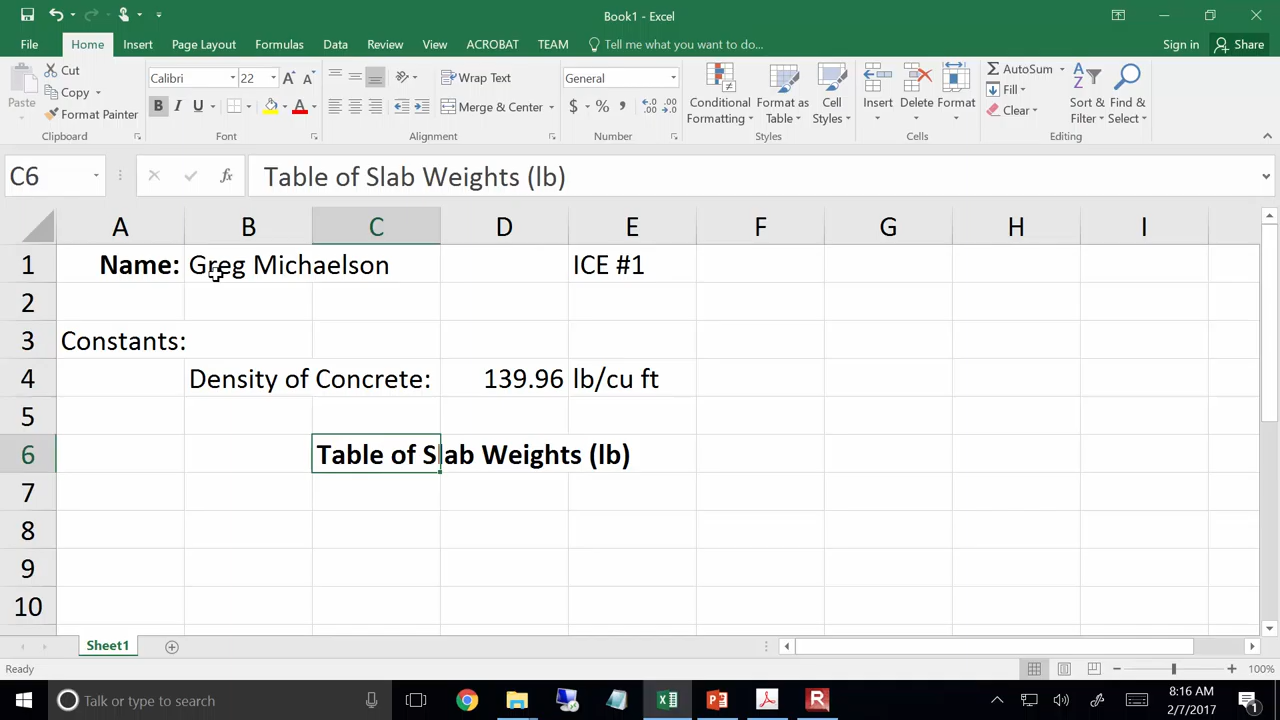 Book1 - Excel
File Home Insert Page Layout Formulas Data Review View ACROBAT TEAM Tell me what you want to do... Sign in Share
Paste Cut Copy Format Painter Clipboard
Calibri 22 A A B I U A Font
Wrap Text Merge & Center Alignment
General $ % , .0 .00 .00 .0 Number
Conditional Formatting Format as Table Cell Styles Styles
Insert Delete Format Cells
AutoSum Fill Clear Sort & Filter Find & Select Editing
C6 fx Table of Slab Weights (lb)
A B C D E F G H I
1 Name: Greg Michaelson ICE #1
2
3 Constants:
4 Density of Concrete: 139.96 lb/cu ft
5
6 Table of Slab Weights (lb)
7
8
9
10
Sheet1
Ready 100%
Talk or type to search 8:16 AM
2/7/2017 1